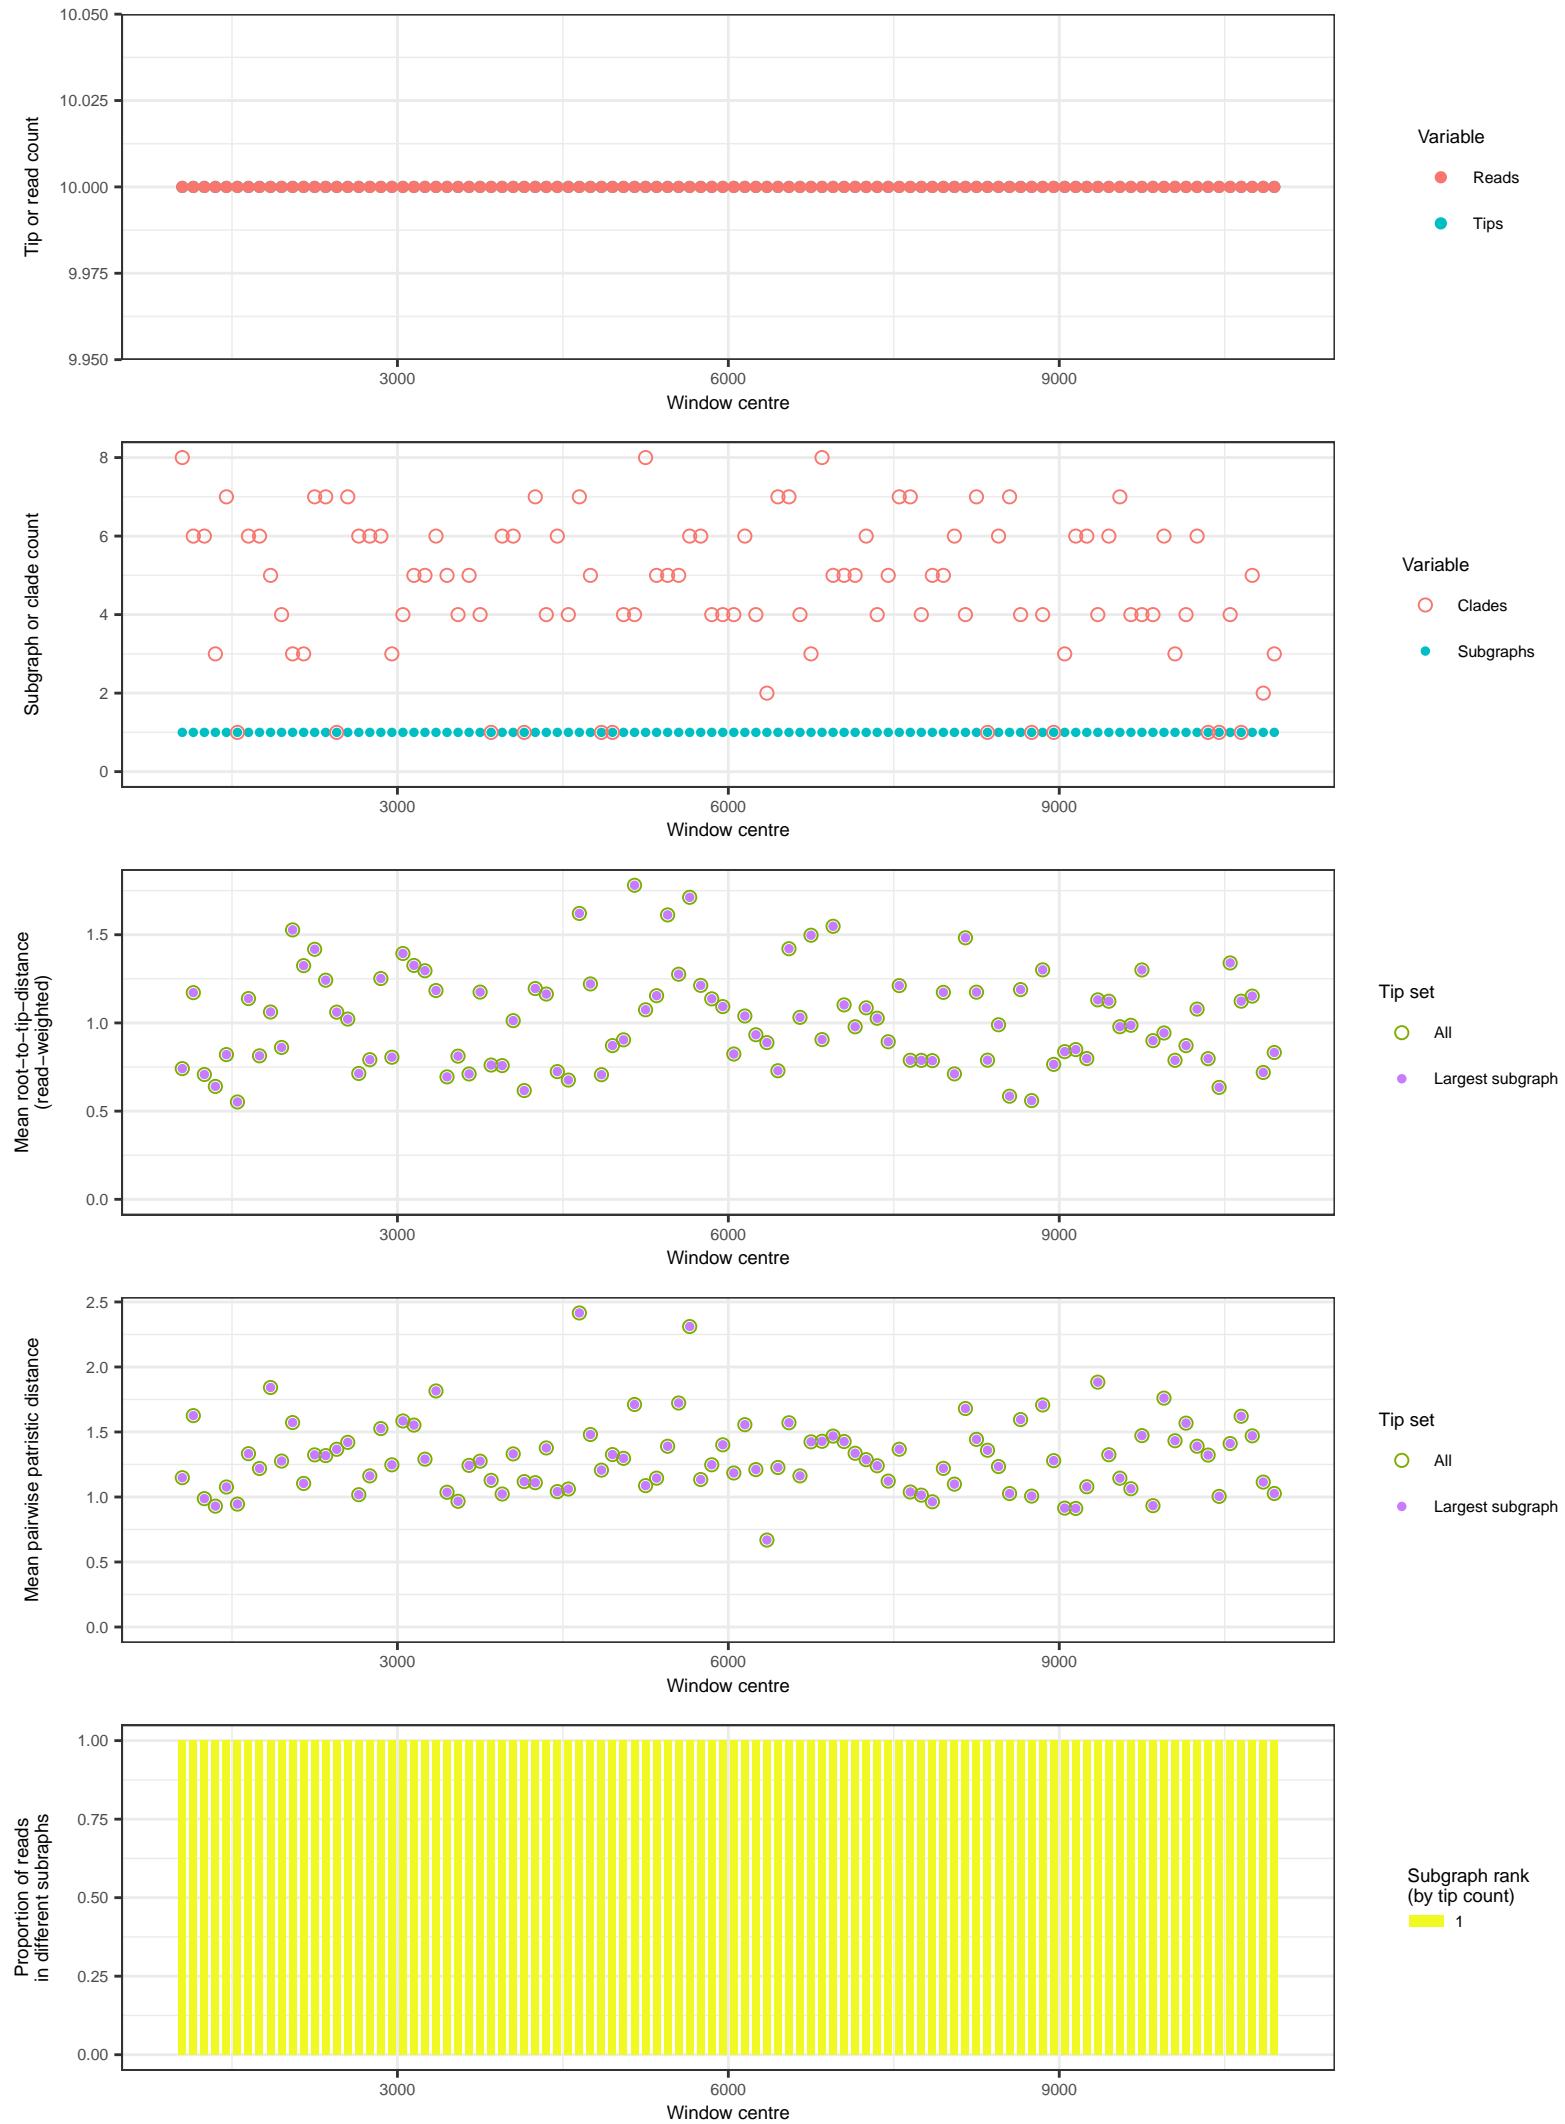 10.050
10.025
10.000
9.975
9.950
Tip or read count
3000 6000 9000
Window centre
Variable
Reads
Tips
8
6
4
2
0
Subgraph or clade count
3000 6000 9000
Window centre
Variable
Clades
Subgraphs
1.5
1.0
0.5
0.0
Mean root−to−tip−distance
(read−weighted)
3000 6000 9000
Window centre
Tip set
All
Largest subgraph
2.5
2.0
1.5
1.0
0.5
0.0
Mean pairwise patristic distance
3000 6000 9000
Window centre
Tip set
All
Largest subgraph
1.00
0.75
0.50
0.25
0.00
Proportion of reads
in different subraphs
3000 6000 9000
Window centre
Subgraph rank
(by tip count)
1